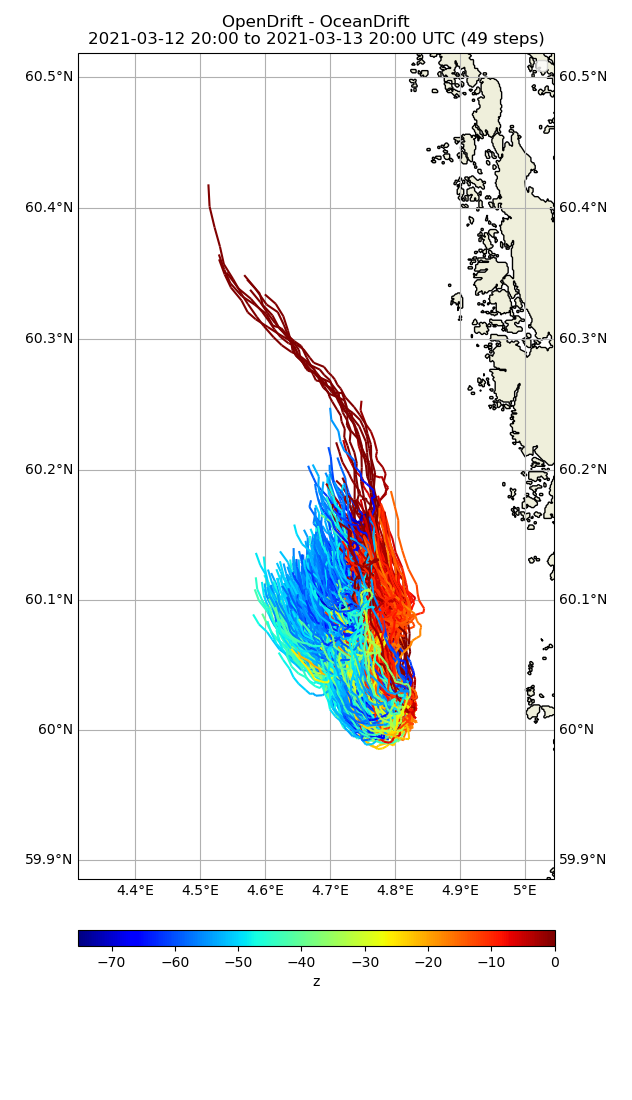 OpenDrift - OceanDrift
2021-03-12 20:00 to 2021-03-13 20:00 UTC (49 steps)
60.5°N 60.5°N
60.4°N 60.4°N
60.3°N 60.3°N
60.2°N 60.2°N
60.1°N 60.1°N
60°N 60°N
59.9°N 59.9°N
4.4°E 4.5°E 4.6°E 4.7°E 4.8°E 4.9°E 5°E
−70 −60 −50 −40 −30 −20 −10 0
z